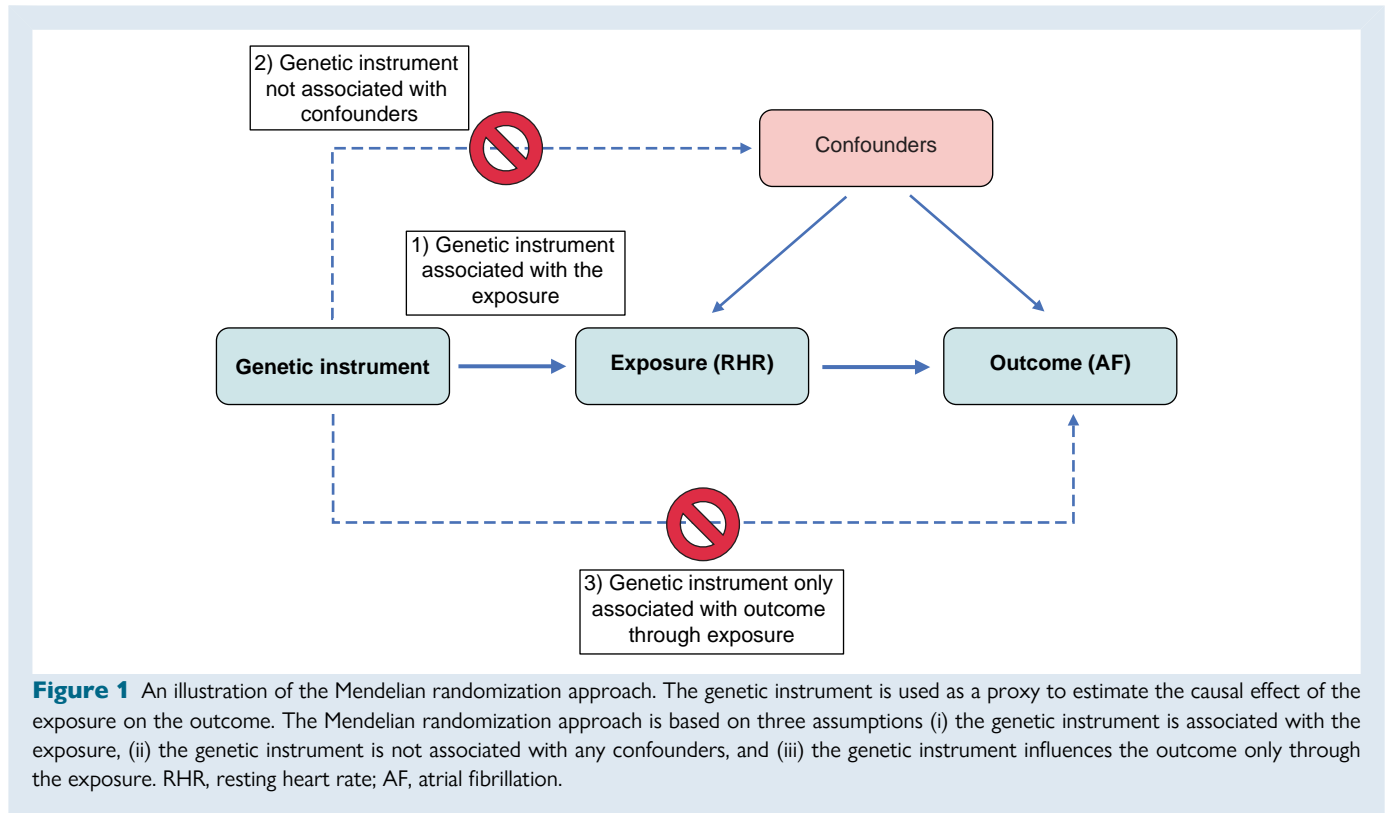 2) Genetic instrument
not associated with
confounders
Confounders
1) Genetic instrument
associated with the
exposure
Genetic instrument
Exposure (RHR)
Outcome (AF)
3) Genetic instrument only
associated with outcome
through exposure
Figure 1 An illustration of the Mendelian randomization approach. The genetic instrument is used as a proxy to estimate the causal effect of the
exposure on the outcome. The Mendelian randomization approach is based on three assumptions (i) the genetic instrument is associated with the
exposure, (ii) the genetic instrument is not associated with any confounders, and (iii) the genetic instrument influences the outcome only through
the exposure. RHR, resting heart rate; AF, atrial fibrillation.